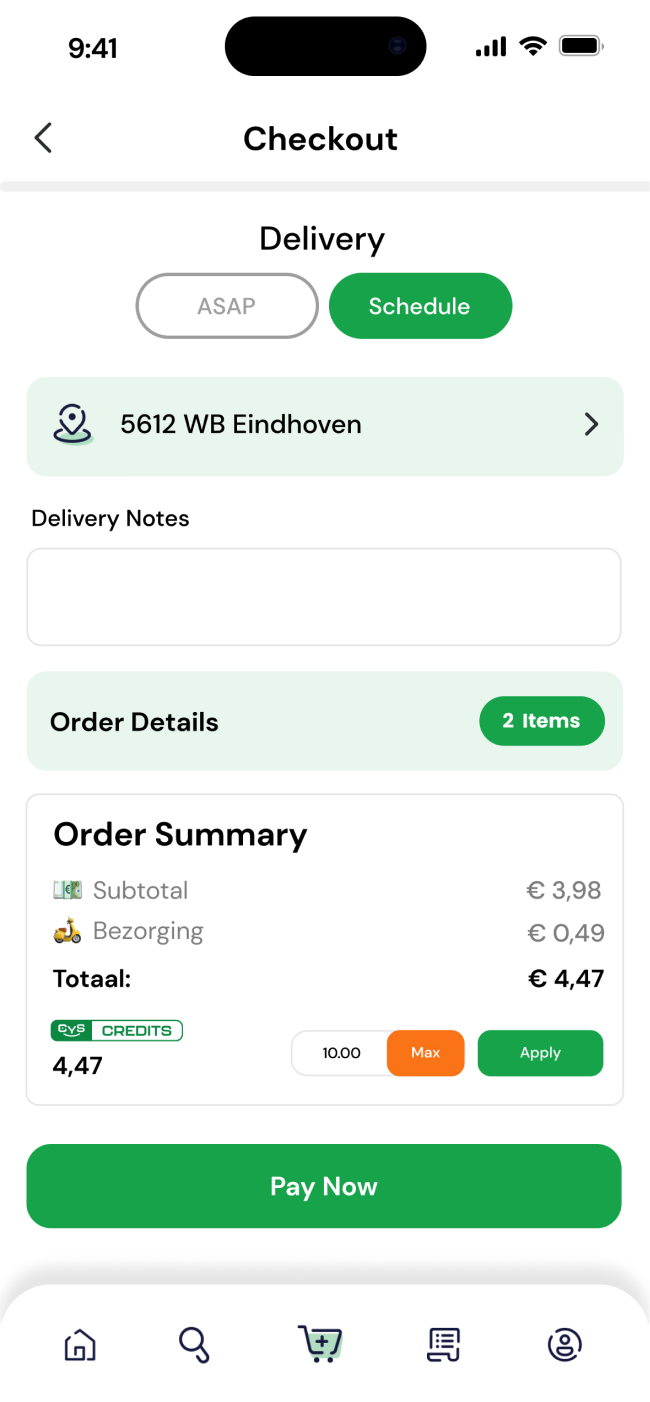 9:41
Checkout
Delivery
ASAP Schedule
5612 WB Eindhoven
Delivery Notes
Order Details 2 Items
Order Summary
Subtotal € 3,98
Bezorging € 0,49
Totaal: € 4,47
CYS CREDITS
4,47
10.00 Max Apply
Pay Now